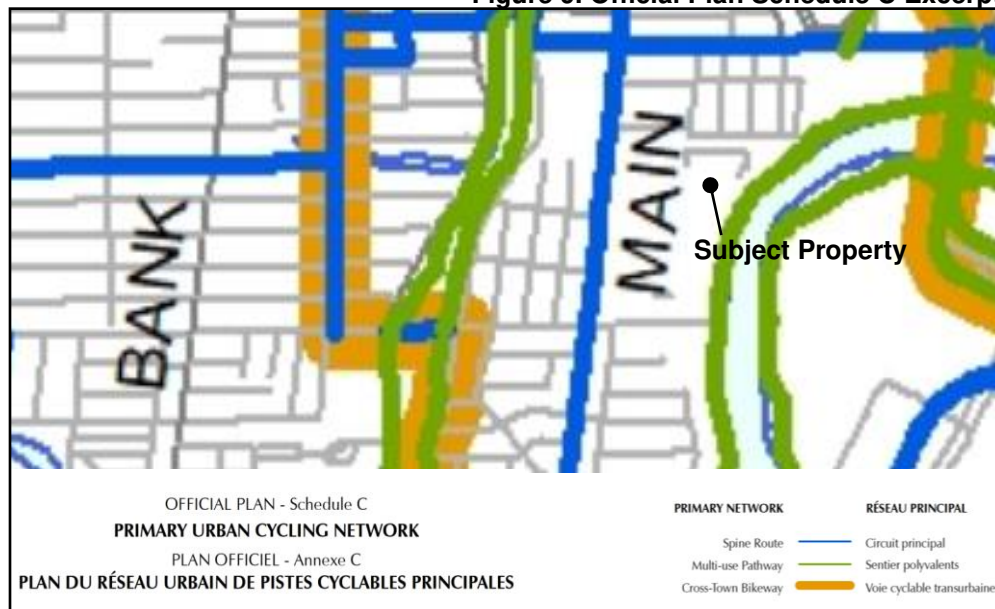 BANK
MAIN
Subject Property
OFFICIAL PLAN - Schedule C
PRIMARY URBAN CYCLING NETWORK
PLAN OFFICIEL - Annexe C
PLAN DU RÉSEAU URBAIN DE PISTES CYCLABLES PRINCIPALES
PRIMARY NETWORK RÉSEAU PRINCIPAL
Spine Route Circuit principal
Multi-use Pathway Sentier polyvalents
Cross-Town Bikeway Voie cyclable transurbaine